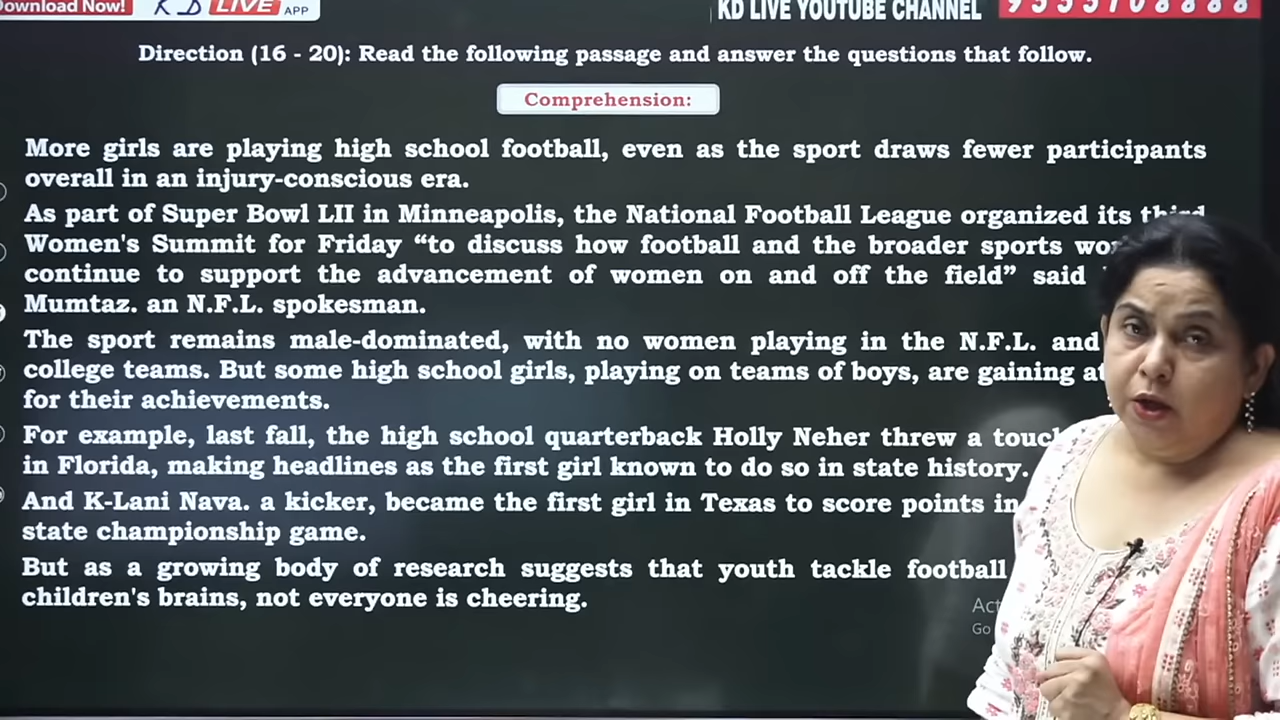 Download Now! KD LIVE APP
KD LIVE YOUTUBE CHANNEL
Direction (16 - 20): Read the following passage and answer the questions that follow.
Comprehension:
More girls are playing high school football, even as the sport draws fewer participants
overall in an injury-conscious era.
As part of Super Bowl LII in Minneapolis, the National Football League organized its third
Women's Summit for Friday “to discuss how football and the broader sports
continue to support the advancement of women on and off the field” said
Mumtaz. an N.F.L. spokesman.
The sport remains male-dominated, with no women playing in the N.F.L. and
college teams. But some high school girls, playing on teams of boys, are gaining
for their achievements.
For example, last fall, the high school quarterback Holly Neher threw a
in Florida, making headlines as the first girl known to do so in state history.
And K-Lani Nava. a kicker, became the first girl in Texas to score points in
state championship game.
But as a growing body of research suggests that youth tackle football
children's brains, not everyone is cheering.